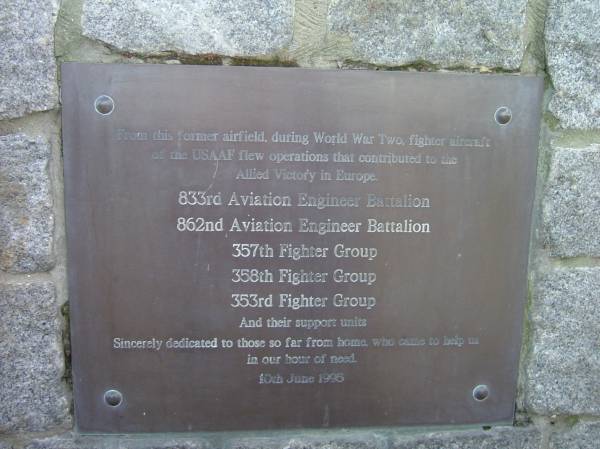 From this former airfield, during World War Two, fighter aircraft
of the USAAF flew operations that contributed to the
Allied Victory in Europe.
833rd Aviation Engineer Battalion
862nd Aviation Engineer Battalion
357th Fighter Group
358th Fighter Group
353rd Fighter Group
And their support units
Sincerely dedicated to those so far from home, who came to help us
in our hour of need.
10th June 1995